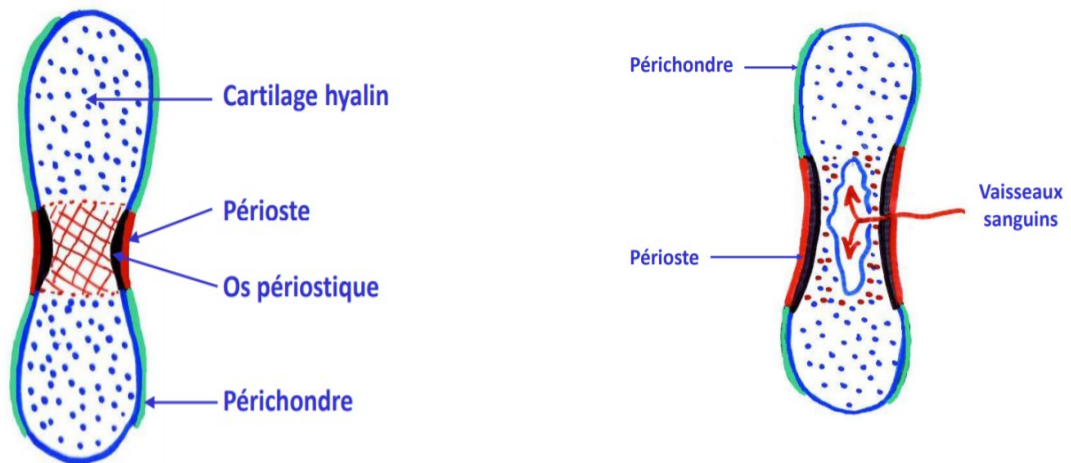 Cartilage hyalin
Périoste
Os périostique
Périchondre
Périchondre
Vaisseaux
sanguins
Périoste